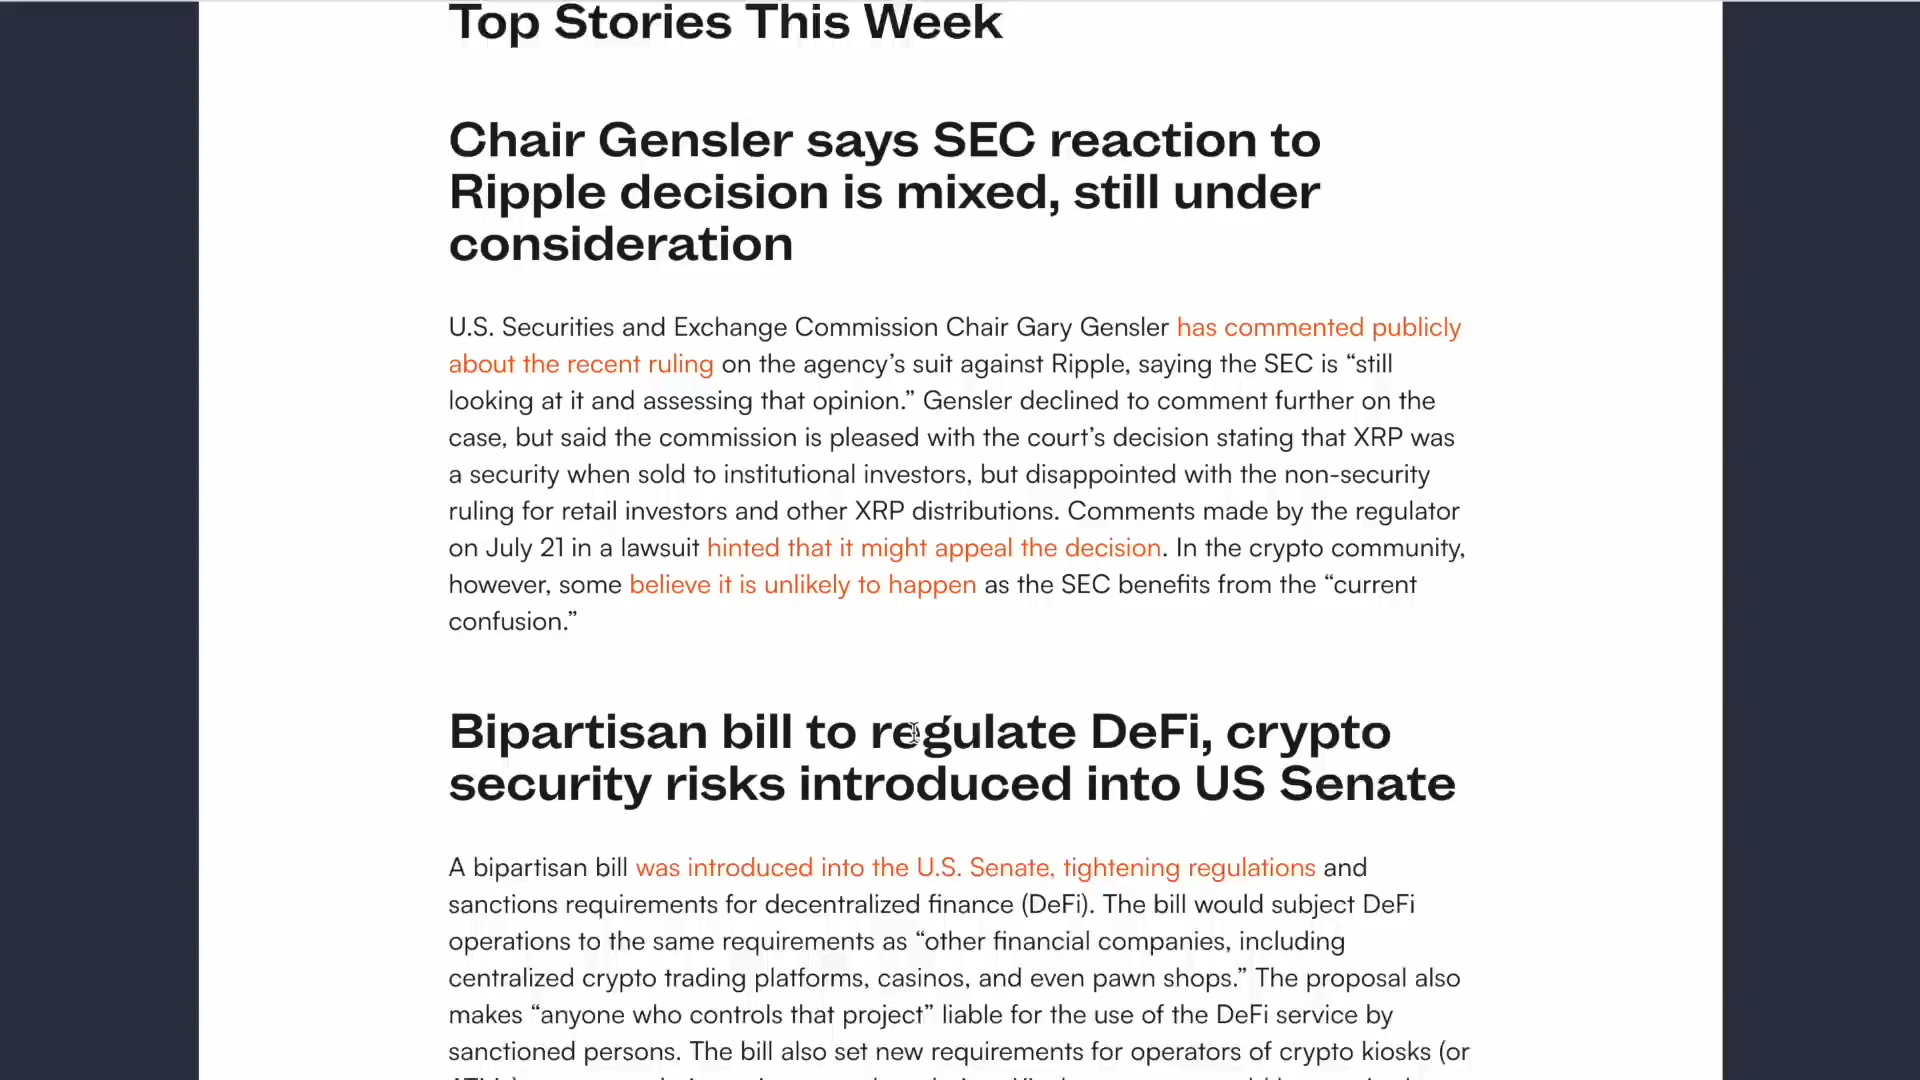 Top Stories This Week
Chair Gensler says SEC reaction to
Ripple decision is mixed, still under
consideration
U.S. Securities and Exchange Commission Chair Gary Gensler has commented publicly
about the recent ruling on the agency’s suit against Ripple, saying the SEC is “still
looking at it and assessing that opinion.” Gensler declined to comment further on the
case, but said the commission is pleased with the court’s decision stating that XRP was
a security when sold to institutional investors, but disappointed with the non-security
ruling for retail investors and other XRP distributions. Comments made by the regulator
on July 21 in a lawsuit hinted that it might appeal the decision. In the crypto community,
however, some believe it is unlikely to happen as the SEC benefits from the “current
confusion.”
Bipartisan bill to regulate DeFi, crypto
security risks introduced into US Senate
A bipartisan bill was introduced into the U.S. Senate, tightening regulations and
sanctions requirements for decentralized finance (DeFi). The bill would subject DeFi
operations to the same requirements as “other financial companies, including
centralized crypto trading platforms, casinos, and even pawn shops.” The proposal also
makes “anyone who controls that project” liable for the use of the DeFi service by
sanctioned persons. The bill also set new requirements for operators of crypto kiosks (or